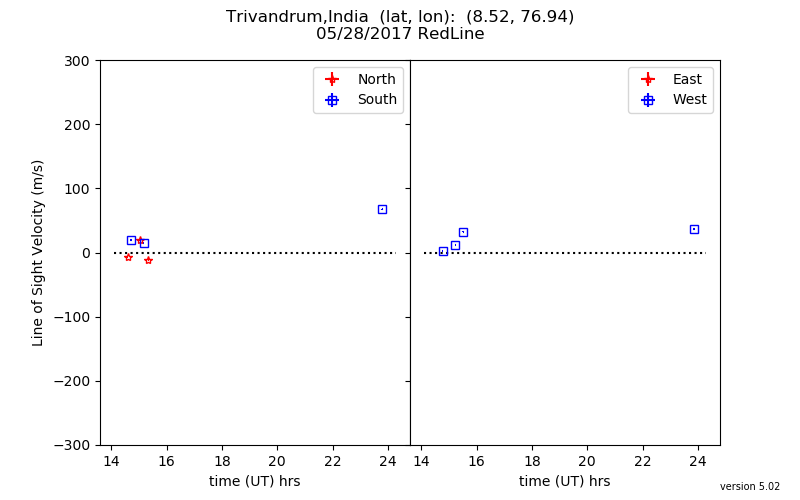 Trivandrum,India  (lat, lon):  (8.52, 76.94)
05/28/2017 RedLine
300
200
100
0
−100
−200
−300
Line of Sight Velocity (m/s)
North
South
14 16 18 20 22 24
time (UT) hrs
East
West
14 16 18 20 22 24
time (UT) hrs
version 5.02